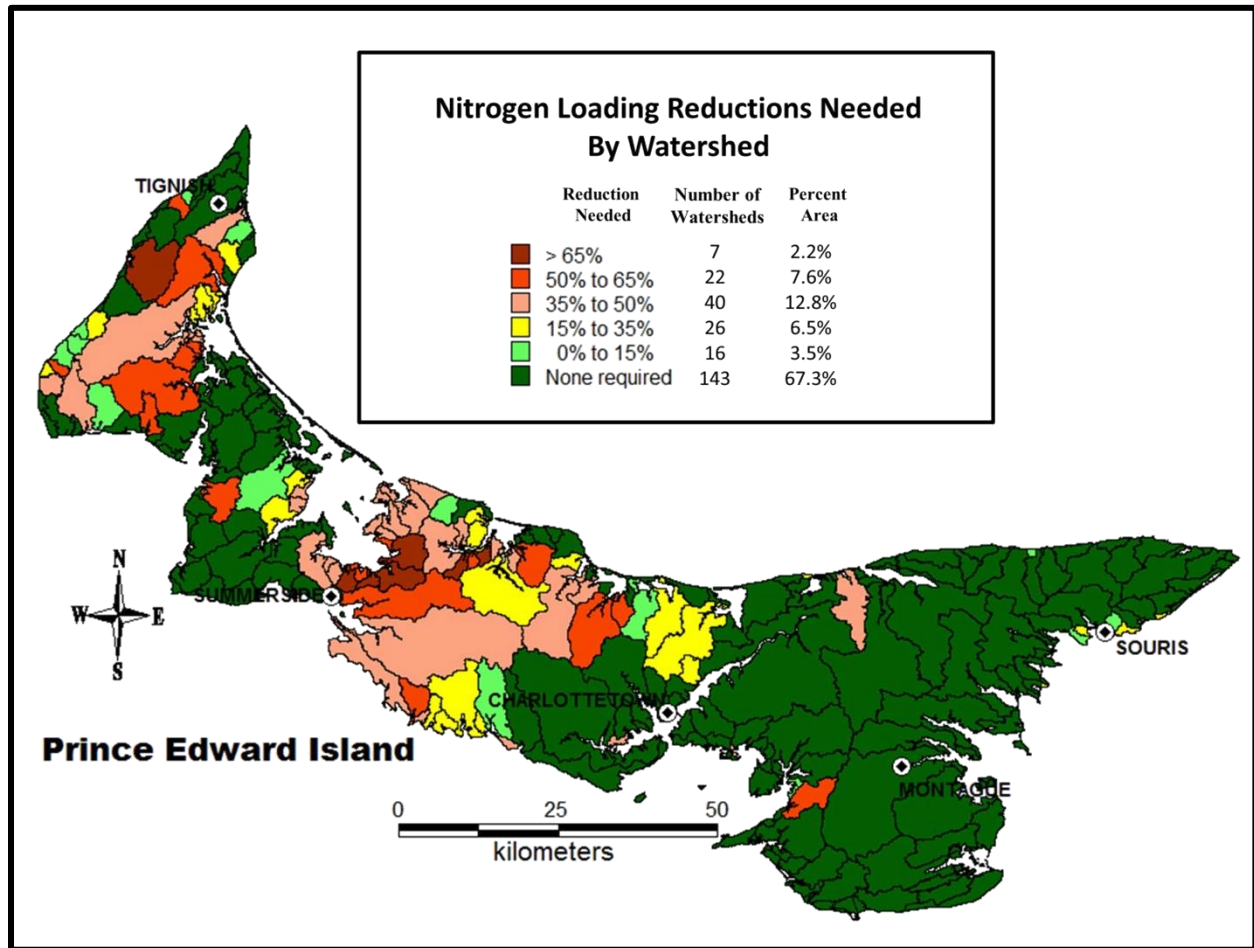 Nitrogen Loading Reductions Needed
By Watershed
Reduction Needed Number of Watersheds Percent Area
> 65% 7 2.2%
50% to 65% 22 7.6%
35% to 50% 40 12.8%
15% to 35% 26 6.5%
0% to 15% 16 3.5%
None required 143 67.3%
TIGNISH
N
W E
S
SUMMERSIDE
SOURIS
CHARLOTTETOWN
Prince Edward Island
MONTAGUE
0 25 50
kilometers